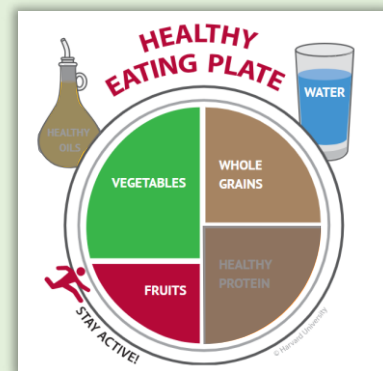 HEALTHY
EATING PLATE
HEALTHY
OILS
WATER
VEGETABLES
WHOLE
GRAINS
FRUITS
HEALTHY
PROTEIN
STAY ACTIVE!
© Harvard University